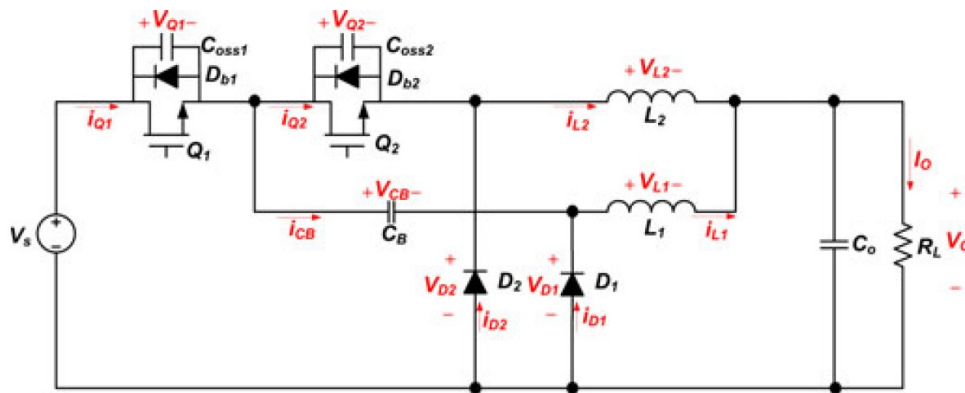 +VQ1−
+VQ2−
Coss1
Coss2
Db1
Db2
iQ1
iQ2
Q1
Q2
+VL2−
iL2
L2
+VCB−
iCB
CB
+VL1−
L1
iL1
IO
Vs
+
−
+
VD2
−
D2
iD2
+
VD1
−
D1
iD1
Co
RL
+
−